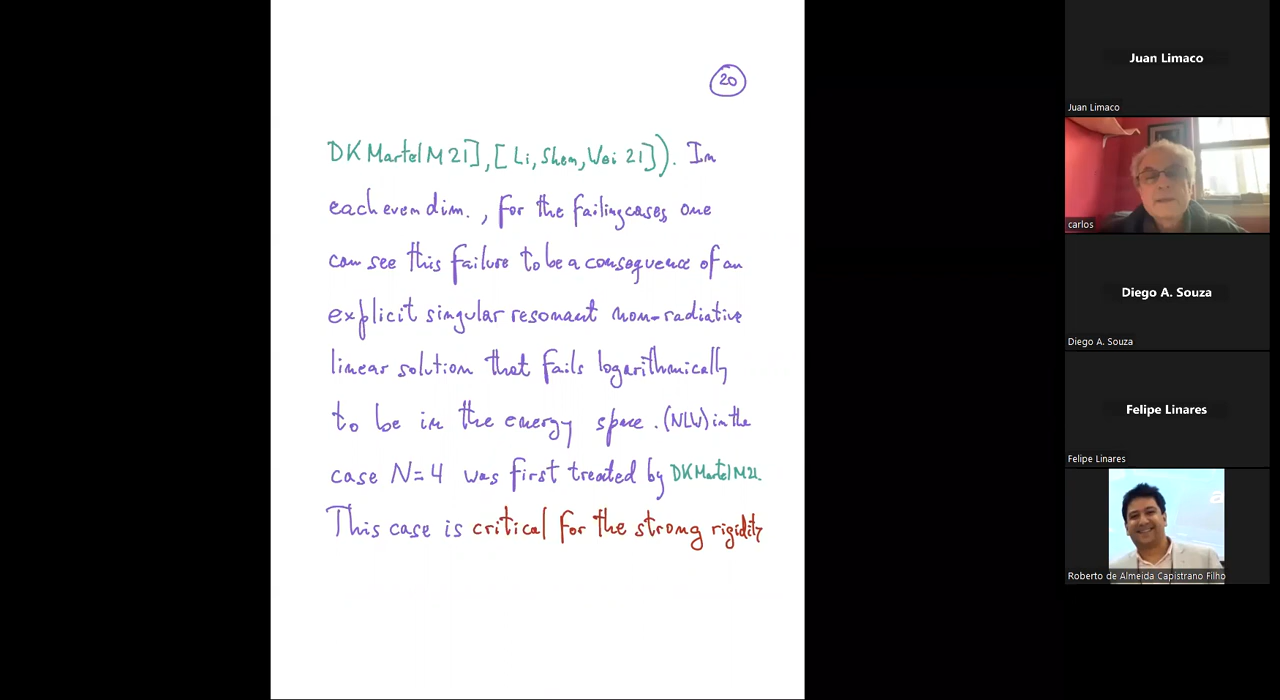 20
DKMartelM21],[Li,Shen,Wei 21]). In
each even dim., for the failing cases, one
can see this failure to be a consequence of an
explicit singular resonant non-radiative
linear solution that fails logarithmically
to be in the energy space. (NLW) in the
case N=4 was first treated by DKMartelM21.
This case is critical for the strong rigidity
Juan Limaco
Juan Limaco
carlos
Diego A. Souza
Diego A. Souza
Felipe Linares
Felipe Linares
Roberto de Almeida Capistrano Filho